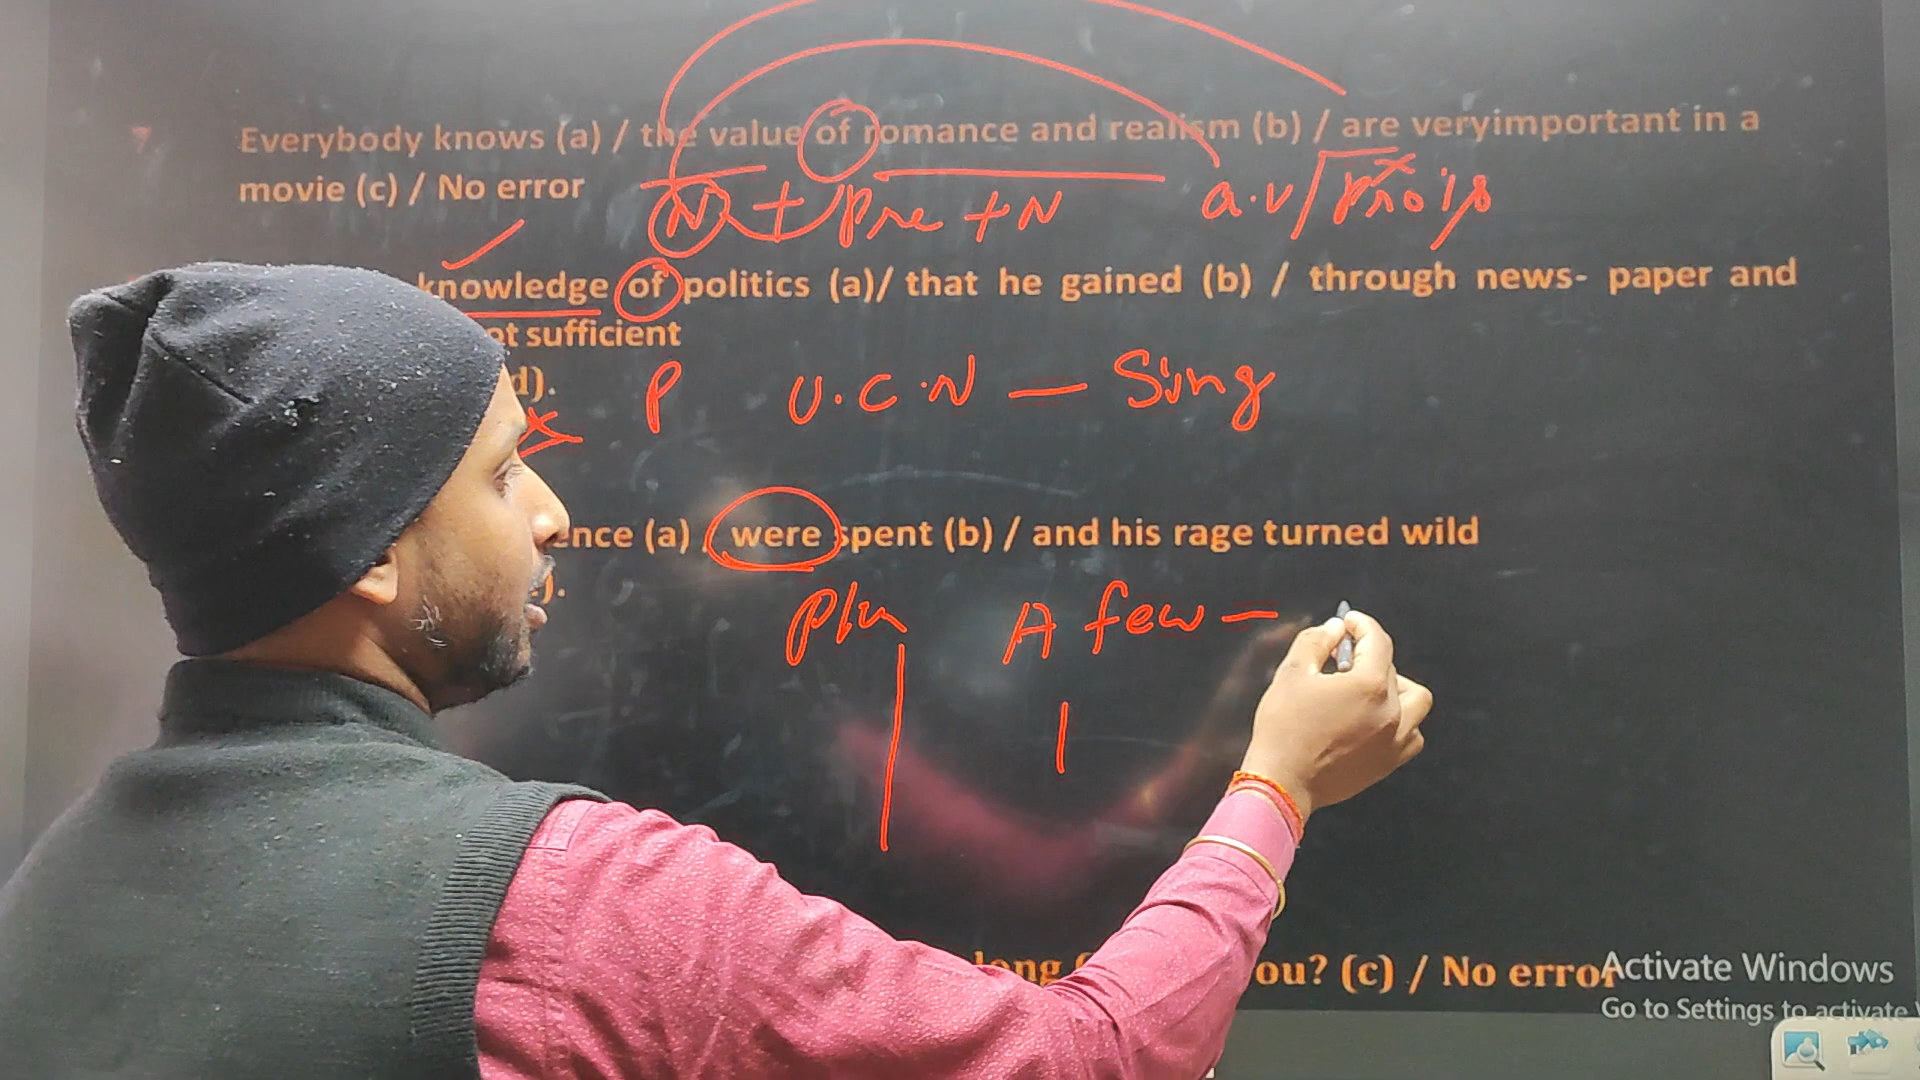 7 Everybody knows (a) / the value of romance and realism (b) / are veryimportant in a
movie (c) / No error
N + Pre + N a.v
knowledge of politics (a)/ that he gained (b) / through news- paper and
ot sufficient
d).
P U.C.N — Sing
ence (a) were spent (b) / and his rage turned wild
).
Plu A few —
long ou? (c) / No error
Activate Windows
Go to Settings to activate